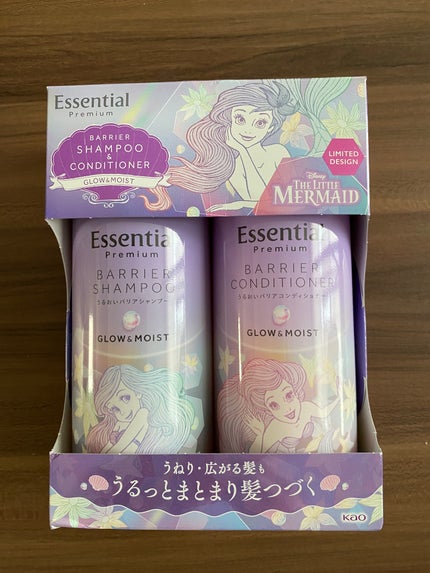 Essential
Premium
BARRIER
SHAMPOO
&
CONDITIONER
GLOW&MOIST
LIMITED
DESIGN
Disney
THE LITTLE
MERMAID
Essential
Premium
BARRIER
SHAMPOO
うるおいバリアシャンプー
GLOW&MOIST
Essential
Premium
BARRIER
CONDITIONER
うるおいバリアコンディショナー
GLOW&MOIST
うねり・広がる髪も
うるっとまとまり髪つづく
Kao